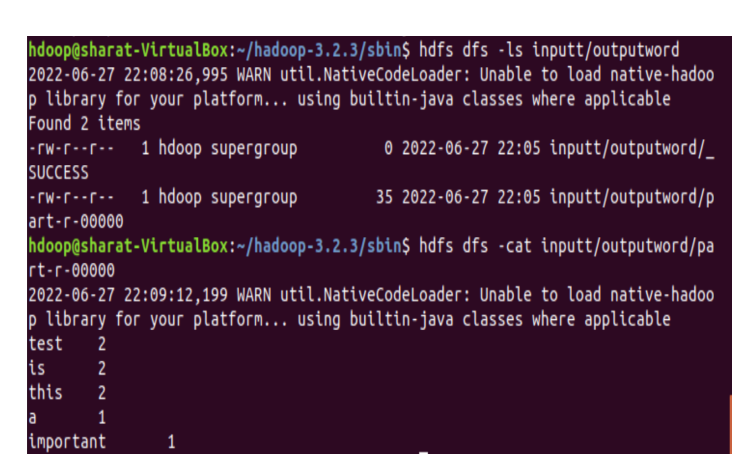 hdoop@sharat-VirtualBox:~/hadoop-3.2.3/sbin$ hdfs dfs -ls inputt/outputword
2022-06-27 22:08:26,995 WARN util.NativeCodeLoader: Unable to load native-hadoo
p library for your platform... using builtin-java classes where applicable
Found 2 items
-rw-r--r--   1 hdoop supergroup          0 2022-06-27 22:05 inputt/outputword/_
SUCCESS
-rw-r--r--   1 hdoop supergroup         35 2022-06-27 22:05 inputt/outputword/p
art-r-00000
hdoop@sharat-VirtualBox:~/hadoop-3.2.3/sbin$ hdfs dfs -cat inputt/outputword/pa
rt-r-00000
2022-06-27 22:09:12,199 WARN util.NativeCodeLoader: Unable to load native-hadoo
p library for your platform... using builtin-java classes where applicable
test    2
is      2
this    2
a       1
important       1